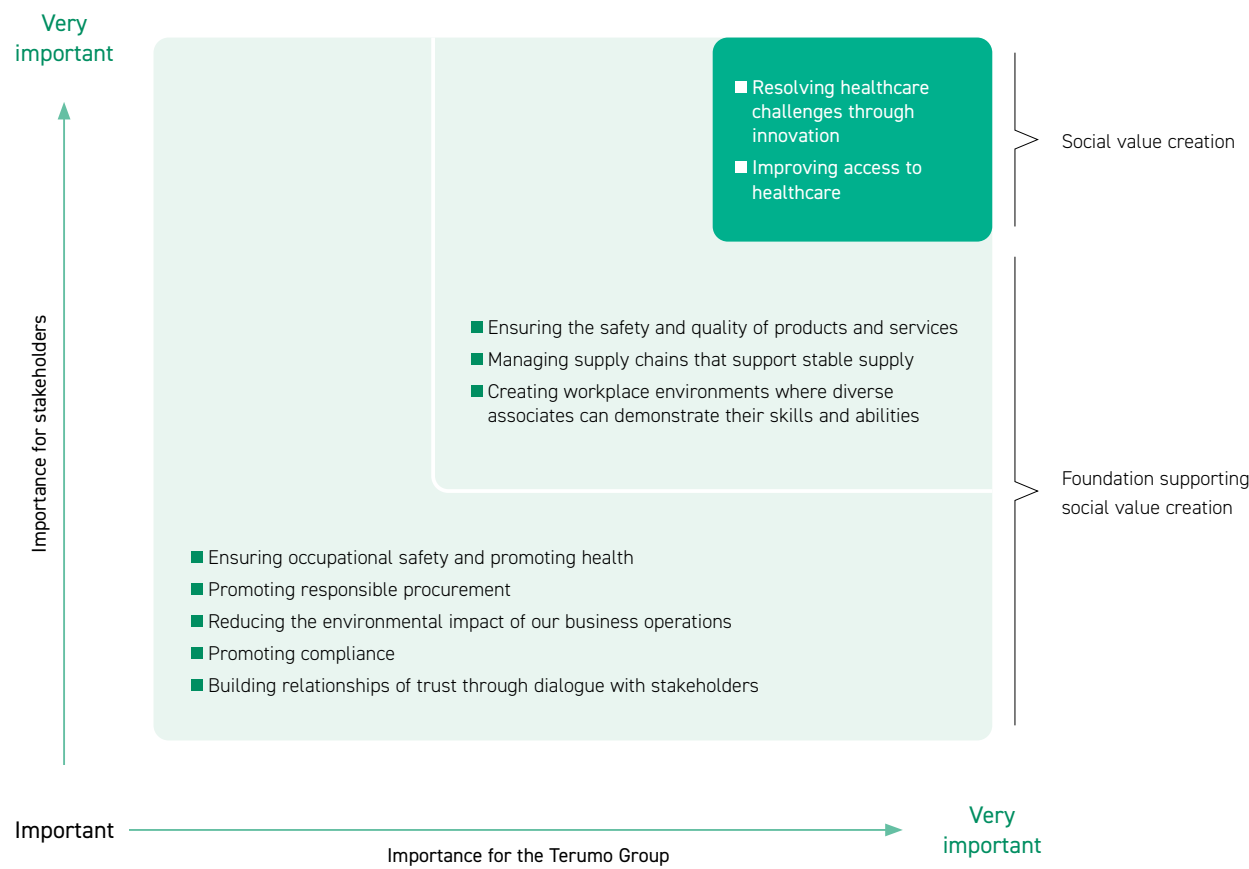 Very
important
Resolving healthcare
challenges through
innovation
Improving access to
healthcare
Social value creation
Importance for stakeholders
Ensuring the safety and quality of products and services
Managing supply chains that support stable supply
Creating workplace environments where diverse
associates can demonstrate their skills and abilities
Foundation supporting
social value creation
Ensuring occupational safety and promoting health
Promoting responsible procurement
Reducing the environmental impact of our business operations
Promoting compliance
Building relationships of trust through dialogue with stakeholders
Important
Importance for the Terumo Group
Very
important